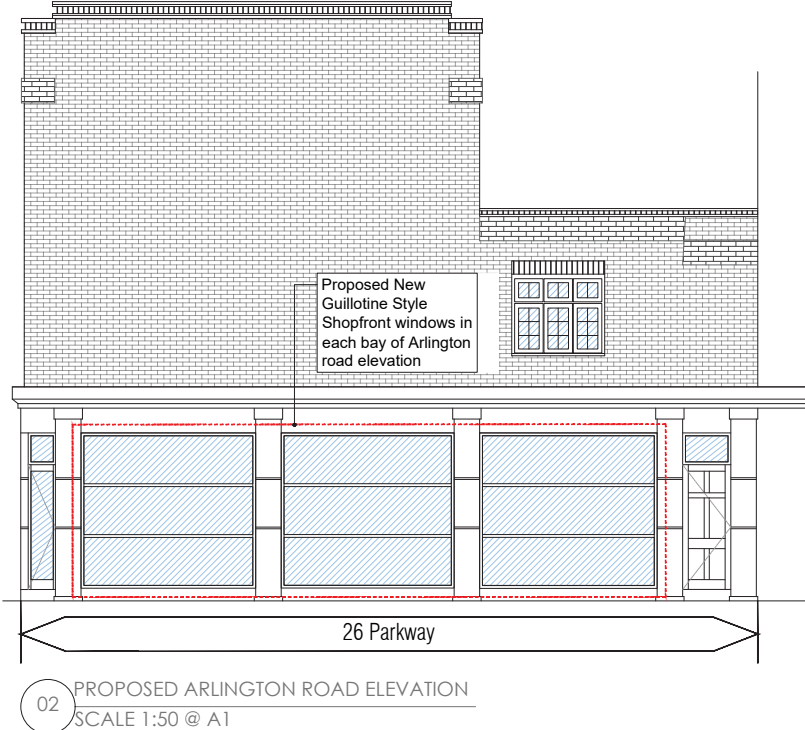 Proposed New
Guillotine Style
Shopfront windows in
each bay of Arlington
road elevation
26 Parkway
02
PROPOSED ARLINGTON ROAD ELEVATION
SCALE 1:50 @ A1